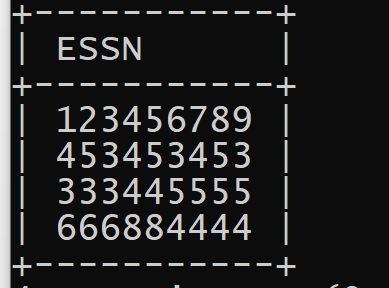 +-----------+
| ESSN      |
+-----------+
| 123456789 |
| 453453453 |
| 333445555 |
| 666884444 |
+-----------+